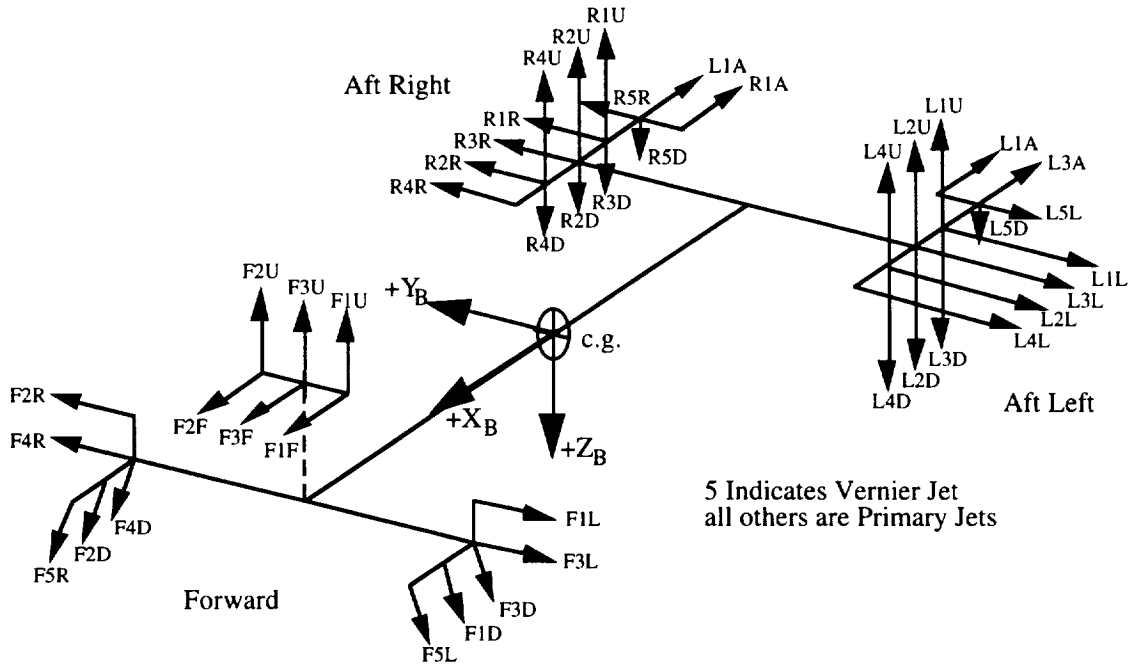 R1U
R2U
R4U
L1A
Aft Right
R1A
R5R
L1U
R1R
L2U
R3R
L4U
L1A
R5D
L3A
R2R
R4R
R3D
R2D
L5L
R4D
L5D
F2U
F3U
F1U
+YB
L1L
L3L
c.g.
L2L
L4L
L3D
L2D
F2R
L4D
Aft Left
+XB
F2F
F3F
F1F
F4R
+ZB
5 Indicates Vernier Jet
all others are Primary Jets
F1L
F4D
F2D
F3L
F5R
Forward
F3D
F1D
F5L